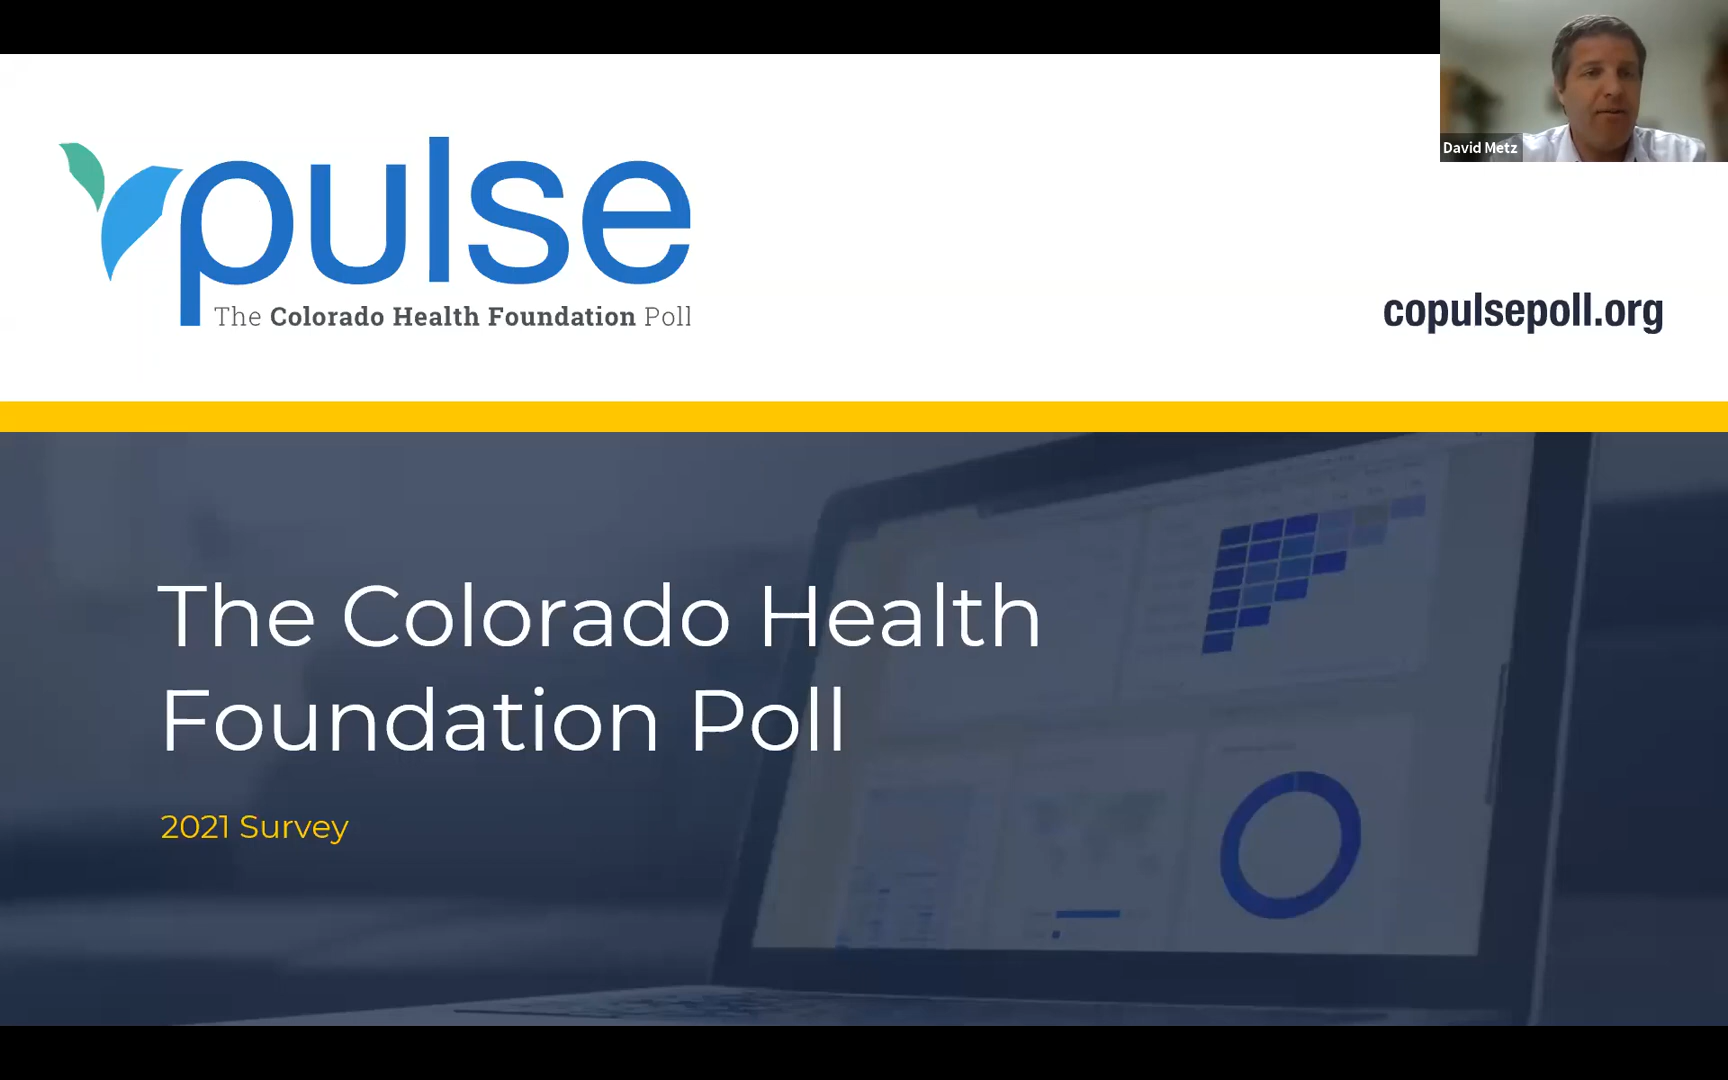 David Metz
pulse
The Colorado Health Foundation Poll
copulsepoll.org
The Colorado Health
Foundation Poll
2021 Survey